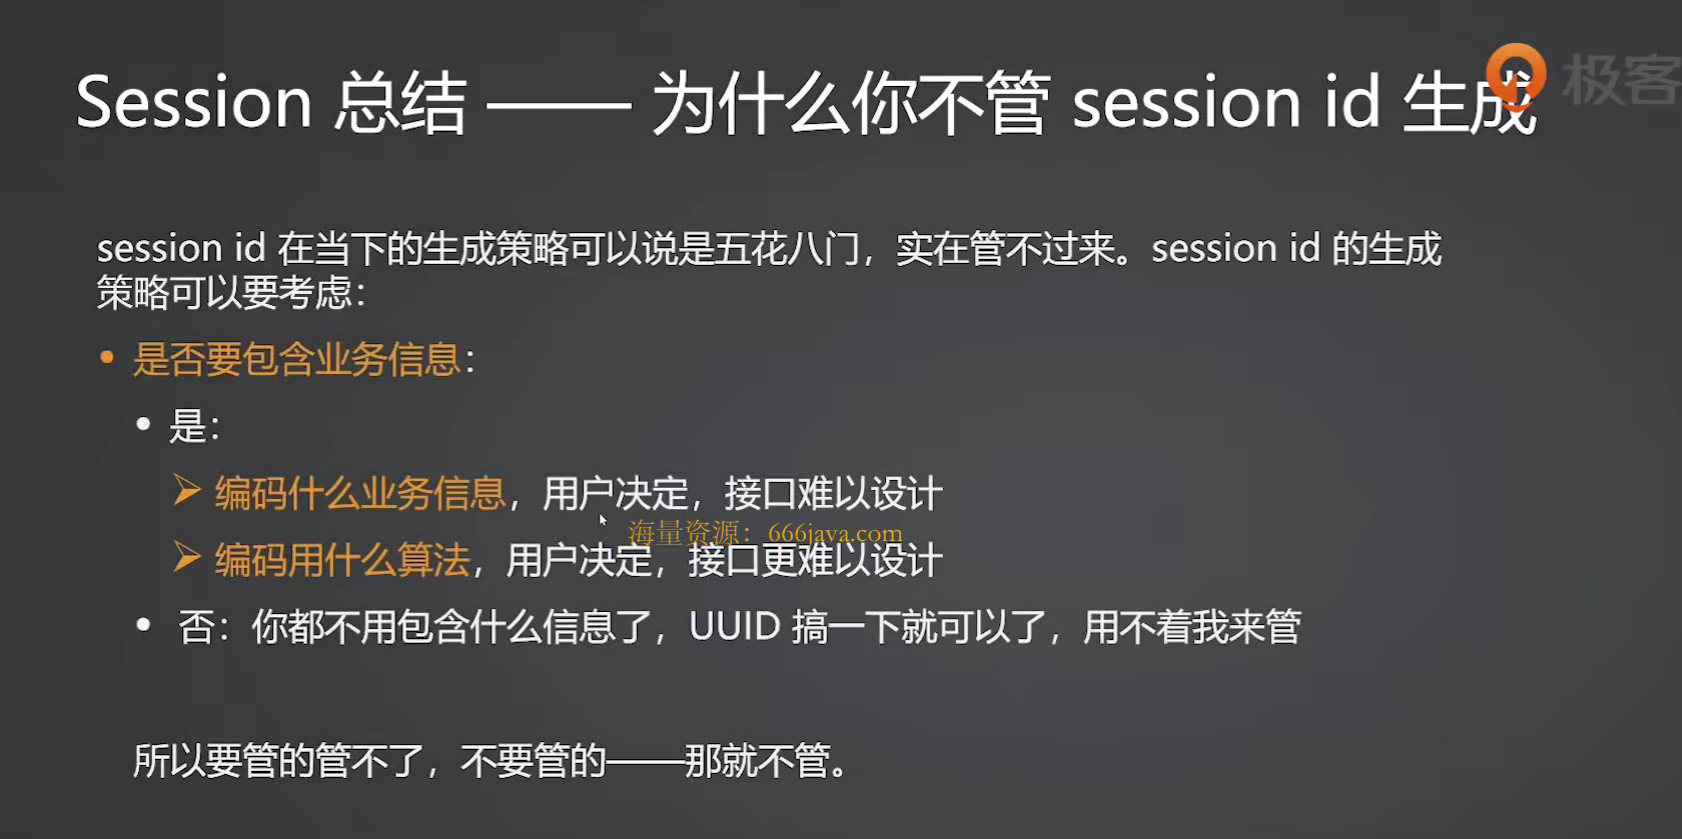 Session 总结 —— 为什么你不管 session id 生成
极客
session id 在当下的生成策略可以说是五花八门，实在管不过来。session id 的生成
策略可以要考虑：
• 是否要包含业务信息：
• 是：
➢ 编码什么业务信息，用户决定，接口难以设计
海量资源：666java.com
➢ 编码用什么算法，用户决定，接口更难以设计
• 否：你都不用包含什么信息了，UUID 搞一下就可以了，用不着我来管
所以要管的管不了，不要管的——那就不管。